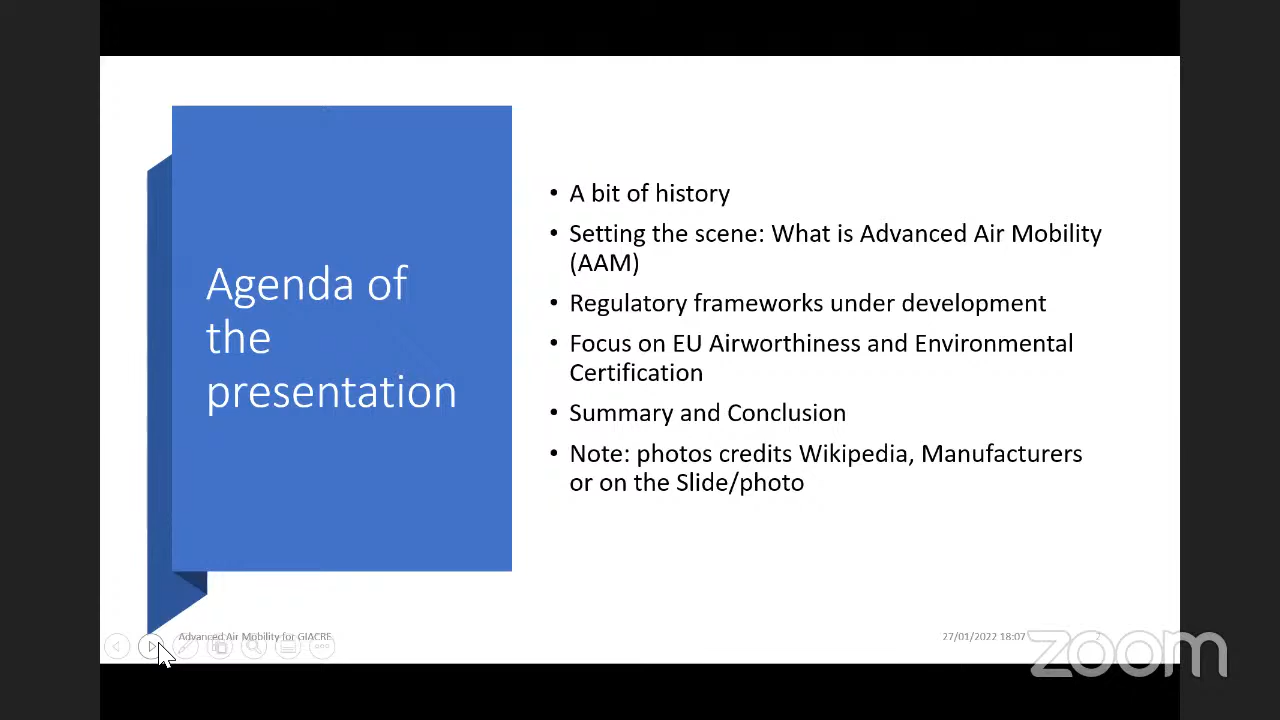 Agenda of
the
presentation
• A bit of history
• Setting the scene: What is Advanced Air Mobility
(AAM)
• Regulatory frameworks under development
• Focus on EU Airworthiness and Environmental
Certification
• Summary and Conclusion
• Note: photos credits Wikipedia, Manufacturers
or on the Slide/photo
Advanced Air Mobility for GIACRE
27/01/2022 18:07
2
zoom